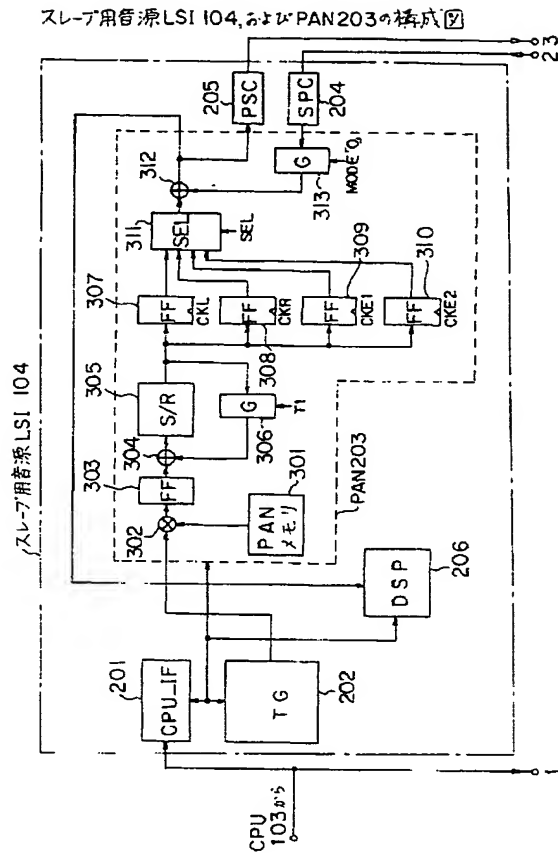 スレーブ用音源LSI 104,およびPAN203の構成図
スレーブ用音源LSI 104
CPU
103から
201
CPU_IF
TG
202
DSP
206
PAN203
PAN
メモリ
301
302
303
FF
304
305
S/R
G
306
T1
307
FF
CKL
FF
CKR
308
FF
CKE1
309
FF
CKE2
310
311
SEL
SEL
312
G
313
MODE"0"
205
PSC
SPC
204
1
2
3